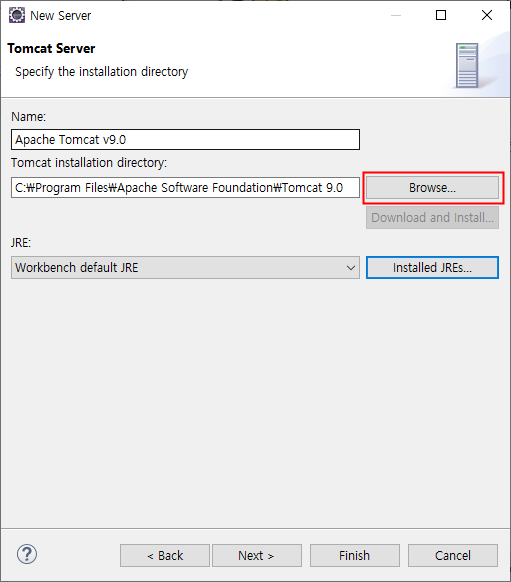 New Server
Tomcat Server
Specify the installation directory
Name:
Apache Tomcat v9.0
Tomcat installation directory:
C:₩Program Files₩Apache Software Foundation₩Tomcat 9.0
Browse...
Download and Install...
JRE:
Workbench default JRE
Installed JREs...
?
< Back
Next >
Finish
Cancel